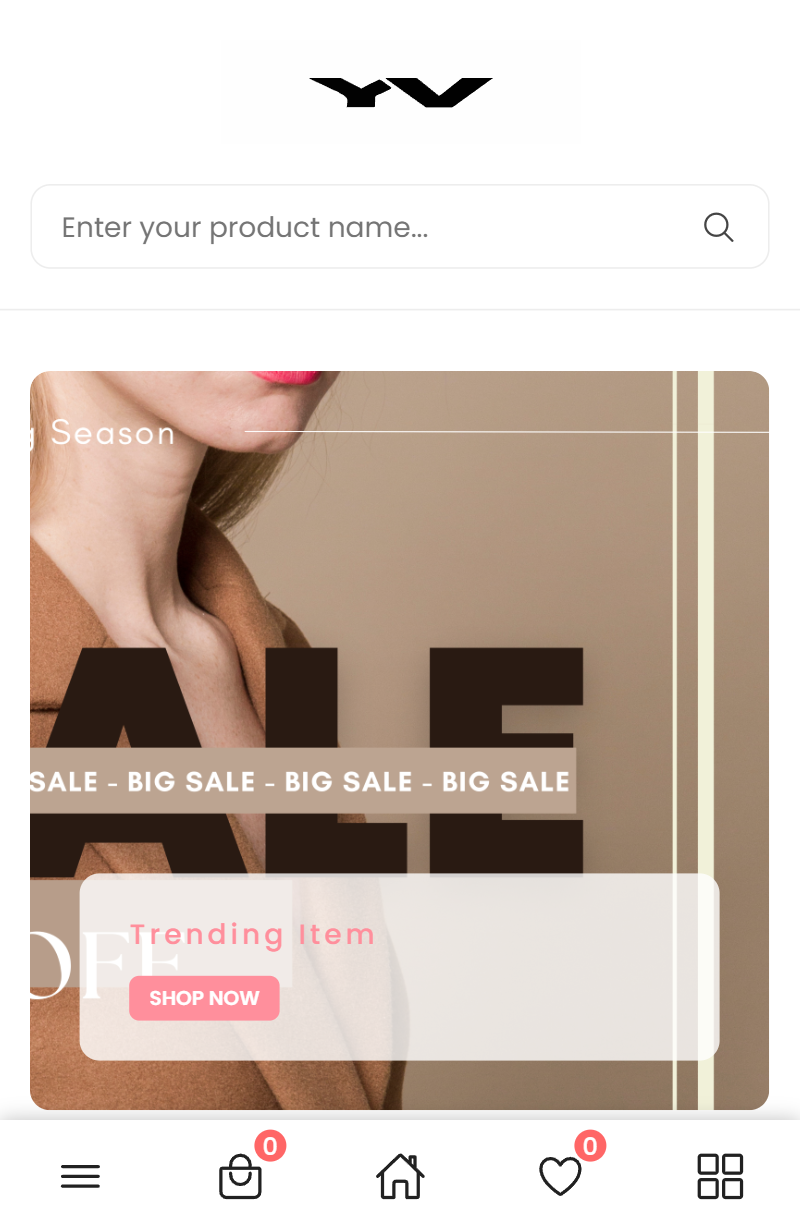 YV
Enter your product name...
g Season
ALE
SALE - BIG SALE - BIG SALE - BIG SALE
OFF
Trending Item
SHOP NOW
0
0